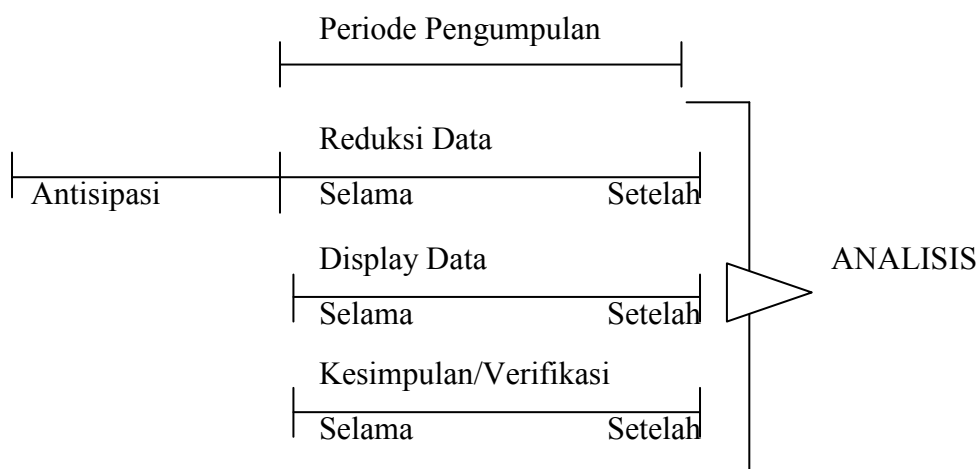 Periode Pengumpulan
Reduksi Data
Antisipasi Selama Setelah
Display Data
ANALISIS
Selama Setelah
Kesimpulan/Verifikasi
Selama Setelah